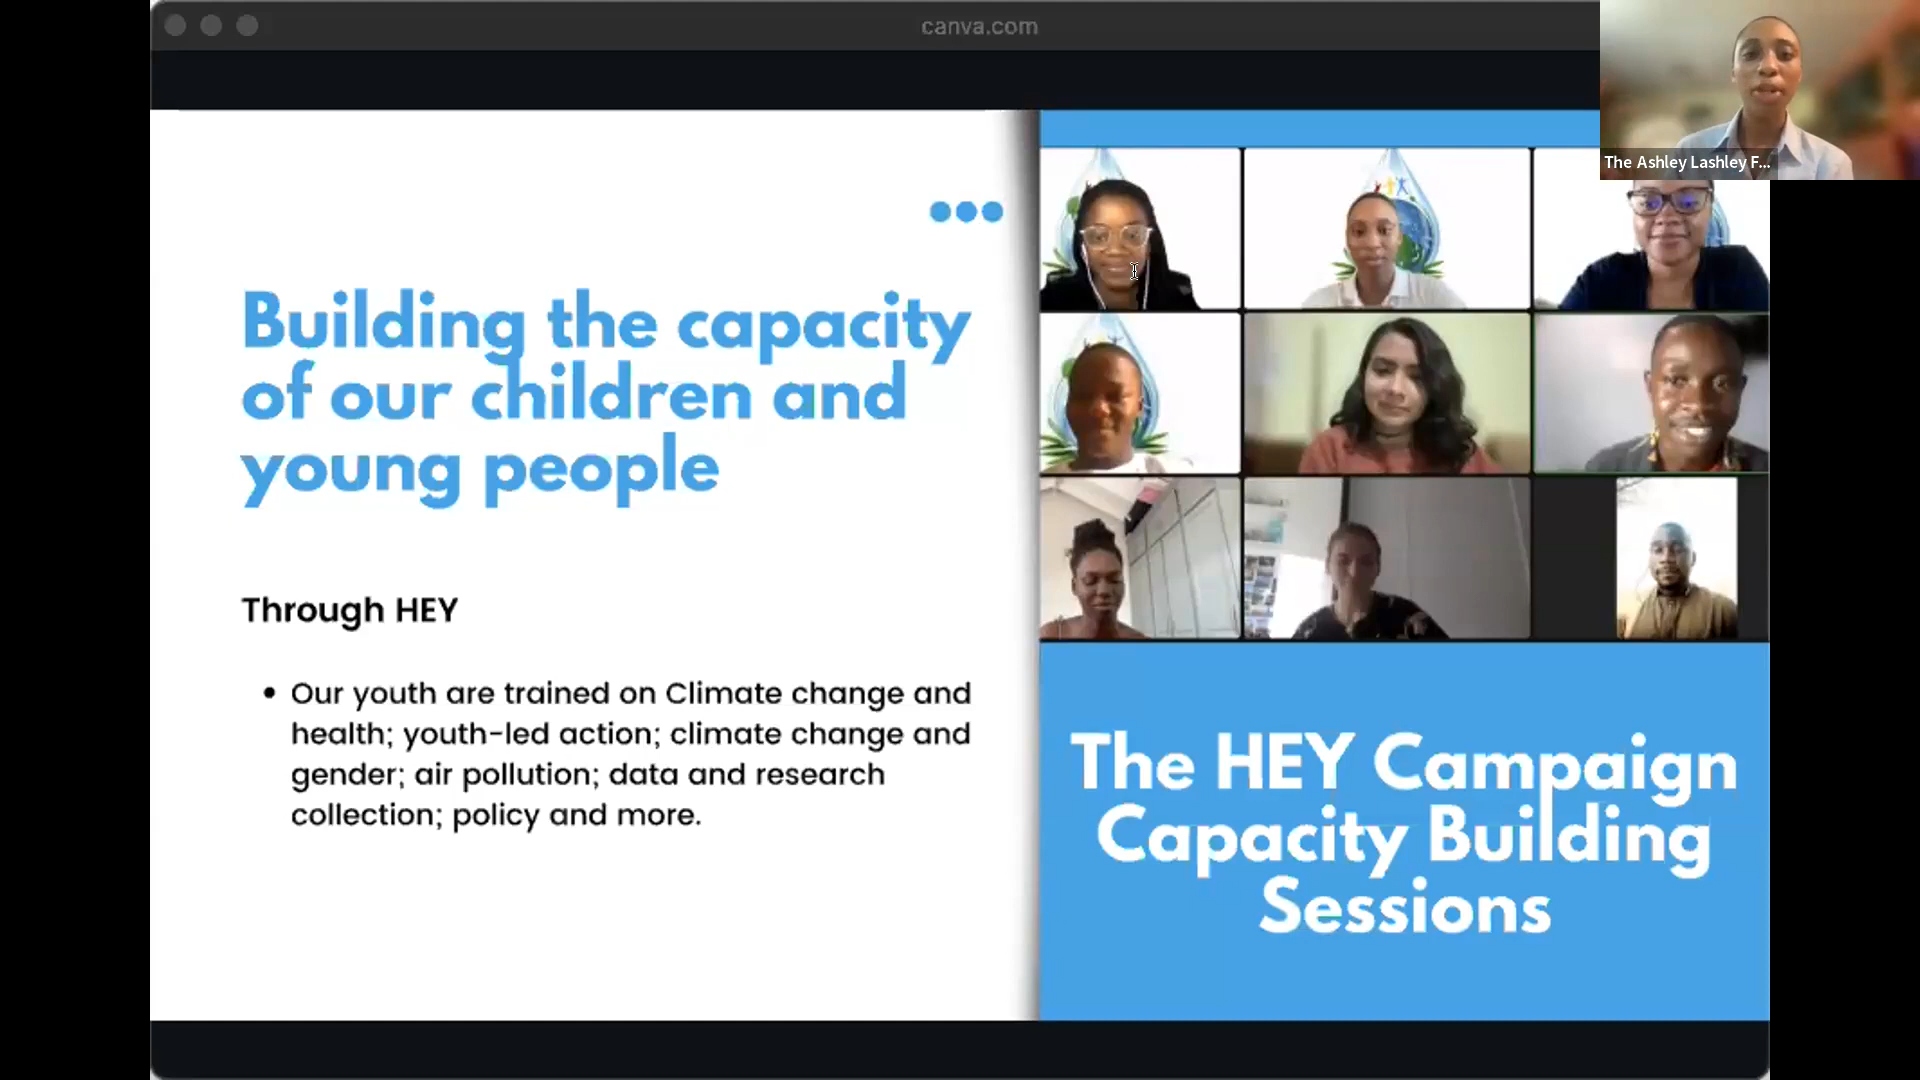 canva.com
The Ashley Lashley F...
Building the capacity
of our children and
young people
Through HEY
• Our youth are trained on Climate change and
health; youth-led action; climate change and
gender; air pollution; data and research
collection; policy and more.
The HEY Campaign
Capacity Building
Sessions